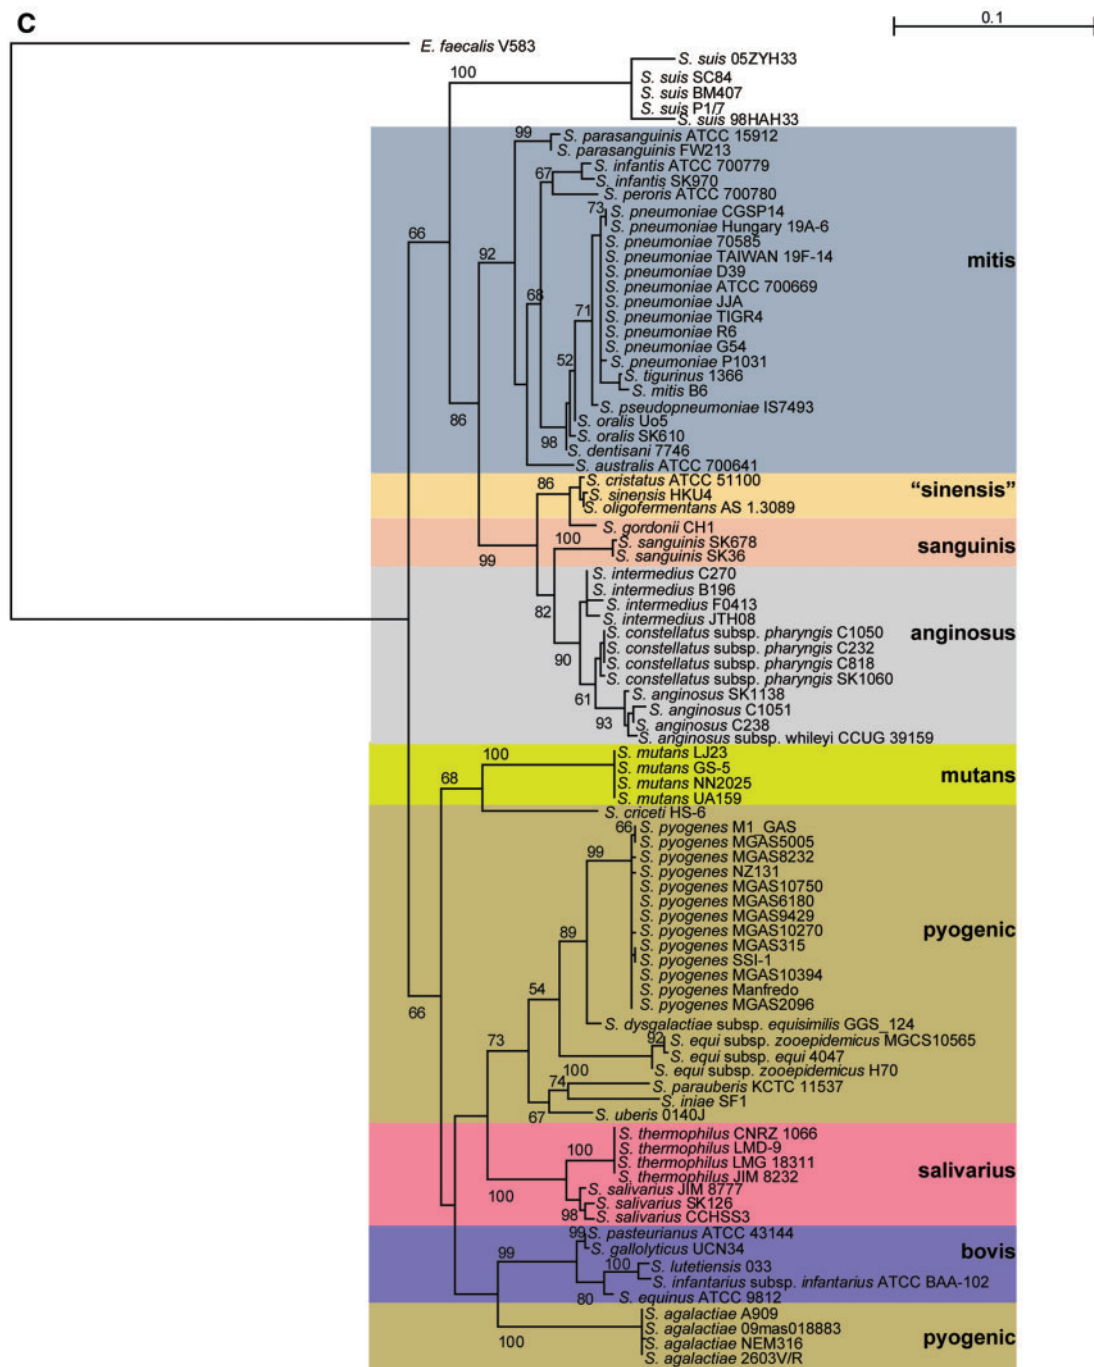 C
0.1
E. faecalis V583
S. suis 05ZYH33
100
S. suis SC84
S. suis BM407
S. suis P1/7
S. suis 98HAH33
99
S. parasanguinis ATCC 15912
S. parasanguinis FW213
S. infantis ATCC 700779
67
S. infantis SK970
S. peroris ATCC 700780
73
S. pneumoniae CGSP14
S. pneumoniae Hungary 19A-6
66
S. pneumoniae 70585
92
S. pneumoniae TAIWAN 19F-14
mitis
S. pneumoniae D39
S. pneumoniae ATCC 700669
68
S. pneumoniae JJA
71
S. pneumoniae TIGR4
S. pneumoniae R6
S. pneumoniae G54
52
S. pneumoniae P1031
S. tigurinus 1366
S. mitis B6
S. pseudopneumoniae IS7493
86
S. oralis Uo5
98
S. oralis SK610
S. dentisani 7746
S. australis ATCC 700641
86
S. cristatus ATCC 51100
"sinensis"
S. sinensis HKU4
S. oligofermentans AS 1.3089
S. gordonii CH1
99
100
S. sanguinis SK678
sanguinis
S. sanguinis SK36
S. intermedius C270
S. intermedius B196
82
S. intermedius F0413
S. intermedius JTH08
S. constellatus subsp. pharyngis C1050
anginosus
S. constellatus subsp. pharyngis C232
90
S. constellatus subsp. pharyngis C818
S. constellatus subsp. pharyngis SK1060
61
S. anginosus SK1138
S. anginosus C1051
93
S. anginosus C238
S. anginosus subsp. whileyi CCUG 39159
100
S. mutans LJ23
68
S. mutans GS-5
mutans
S. mutans NN2025
S. mutans UA159
S. criceti HS-6
66
S. pyogenes M1_GAS
S. pyogenes MGAS5005
99
S. pyogenes MGAS8232
S. pyogenes NZ131
S. pyogenes MGAS10750
S. pyogenes MGAS6180
S. pyogenes MGAS9429
89
S. pyogenes MGAS10270
pyogenic
S. pyogenes MGAS315
S. pyogenes SSI-1
S. pyogenes MGAS10394
54
S. pyogenes Manfredo
S. pyogenes MGAS2096
66
S. dysgalactiae subsp. equisimilis GGS_124
73
92
S. equi subsp. zooepidemicus MGCS10565
S. equi subsp. equi 4047
100
S. equi subsp. zooepidemicus H70
74
S. parauberis KCTC 11537
S. iniae SF1
67
S. uberis 0140J
S. thermophilus CNRZ 1066
100
S. thermophilus LMD-9
S. thermophilus LMG 18311
salivarius
S. thermophilus JIM 8232
100
S. salivarius JIM 8777
S. salivarius SK126
98
S. salivarius CCHSS3
99
S. pasteurianus ATCC 43144
99
S. gallolyticus UCN34
bovis
100
S. lutetiensis 033
S. infantarius subsp. infantarius ATCC BAA-102
80
S. equinus ATCC 9812
S. agalactiae A909
S. agalactiae 09mas018883
100
S. agalactiae NEM316
pyogenic
S. agalactiae 2603V/R